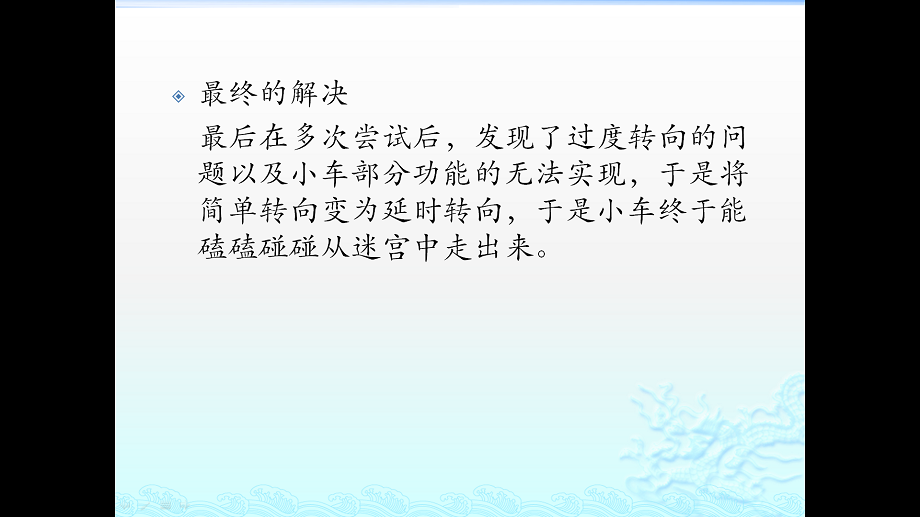 最终的解决
最后在多次尝试后，发现了过度转向的问
题以及小车部分功能的无法实现，于是将
简单转向变为延时转向，于是小车终于能
磕磕碰碰从迷宫中走出来。